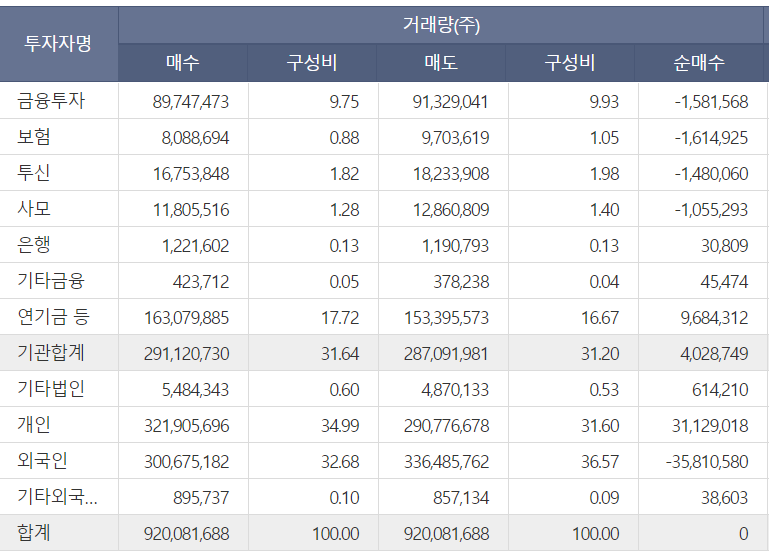 투자자명 거래량(주)
매수 구성비 매도 구성비 순매수
금융투자 89,747,473 9.75 91,329,041 9.93 -1,581,568
보험 8,088,694 0.88 9,703,619 1.05 -1,614,925
투신 16,753,848 1.82 18,233,908 1.98 -1,480,060
사모 11,805,516 1.28 12,860,809 1.40 -1,055,293
은행 1,221,602 0.13 1,190,793 0.13 30,809
기타금융 423,712 0.05 378,238 0.04 45,474
연기금 등 163,079,885 17.72 153,395,573 16.67 9,684,312
기관합계 291,120,730 31.64 287,091,981 31.20 4,028,749
기타법인 5,484,343 0.60 4,870,133 0.53 614,210
개인 321,905,696 34.99 290,776,678 31.60 31,129,018
외국인 300,675,182 32.68 336,485,762 36.57 -35,810,580
기타외국... 895,737 0.10 857,134 0.09 38,603
합계 920,081,688 100.00 920,081,688 100.00 0